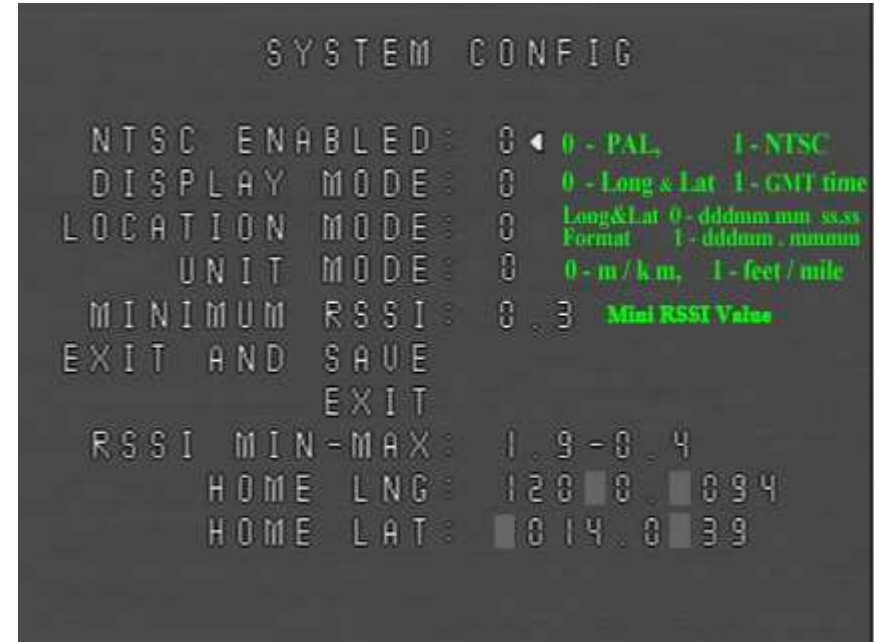 SYSTEM CONFIG
NTSC ENABLED: 0 0 - PAL, 1 - NTSC
DISPLAY MODE: 0 0 - Long & Lat 1 - GMT time
LOCATION MODE: 0 Long&Lat 0 - dddmm mm ss.ss
Format 1 - dddmm . mmmm
UNIT MODE: 0 0 - m / k m, 1 - feet / mile
MINIMUM RSSI: 0.3 Mini RSSI Value
EXIT AND SAVE
EXIT
RSSI MIN-MAX: 1.9-0.4
HOME LNG: 120 0. 094
HOME LAT: 014.0 39